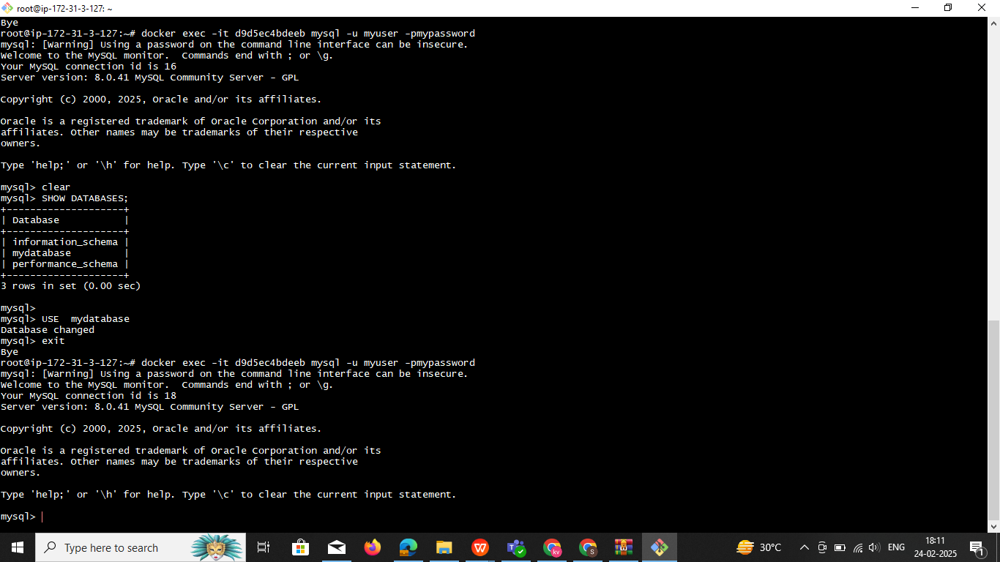 root@ip-172-31-3-127: ~
Bye
root@ip-172-31-3-127:~# docker exec -it d9d5ec4bdeeb mysql -u myuser -pmypassword
mysql: [Warning] Using a password on the command line interface can be insecure.
Welcome to the MySQL monitor.  Commands end with ; or \g.
Your MySQL connection id is 16
Server version: 8.0.41 MySQL Community Server - GPL
Copyright (c) 2000, 2025, Oracle and/or its affiliates.
Oracle is a registered trademark of Oracle Corporation and/or its
affiliates. Other names may be trademarks of their respective
owners.
Type 'help;' or '\h' for help. Type '\c' to clear the current input statement.
mysql> clear
mysql> SHOW DATABASES;
+--------------------+
| Database           |
+--------------------+
| information_schema |
| mydatabase         |
| performance_schema |
+--------------------+
3 rows in set (0.00 sec)
mysql>
mysql> USE  mydatabase
Database changed
mysql> exit
Bye
root@ip-172-31-3-127:~# docker exec -it d9d5ec4bdeeb mysql -u myuser -pmypassword
mysql: [Warning] Using a password on the command line interface can be insecure.
Welcome to the MySQL monitor.  Commands end with ; or \g.
Your MySQL connection id is 18
Server version: 8.0.41 MySQL Community Server - GPL
Copyright (c) 2000, 2025, Oracle and/or its affiliates.
Oracle is a registered trademark of Oracle Corporation and/or its
affiliates. Other names may be trademarks of their respective
owners.
Type 'help;' or '\h' for help. Type '\c' to clear the current input statement.
mysql>
Type here to search
W
kv
S
30°C
ENG
18:11
24-02-2025
1